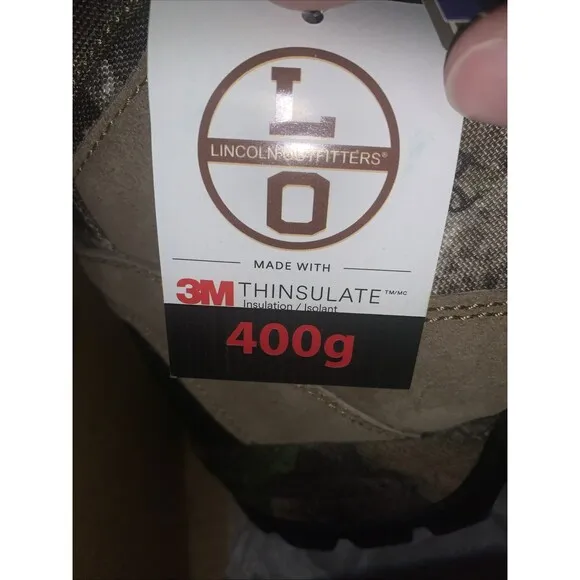 L
LINCOLN OUTFITTERS®
O
MADE WITH
3M THINSULATE™/MC
Insulation / Isolant
400g